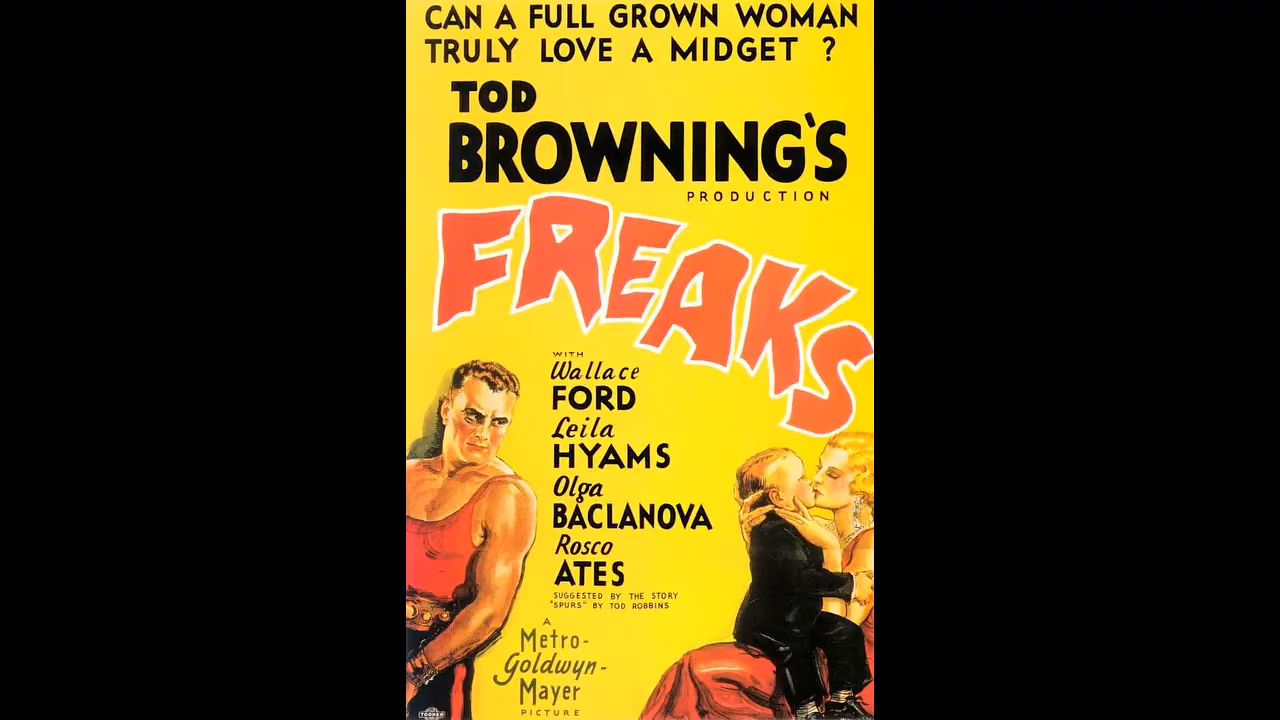 CAN A FULL GROWN WOMAN
TRULY LOVE A MIDGET ?
TOD
BROWNING'S
PRODUCTION
FREAKS
WITH
Wallace
FORD
Leila
HYAMS
Olga
BACLANOVA
Rosco
ATES
SUGGESTED BY THE STORY
"SPURS" BY TOD ROBBINS
A
Metro-
Goldwyn-
Mayer
PICTURE
TOOKER